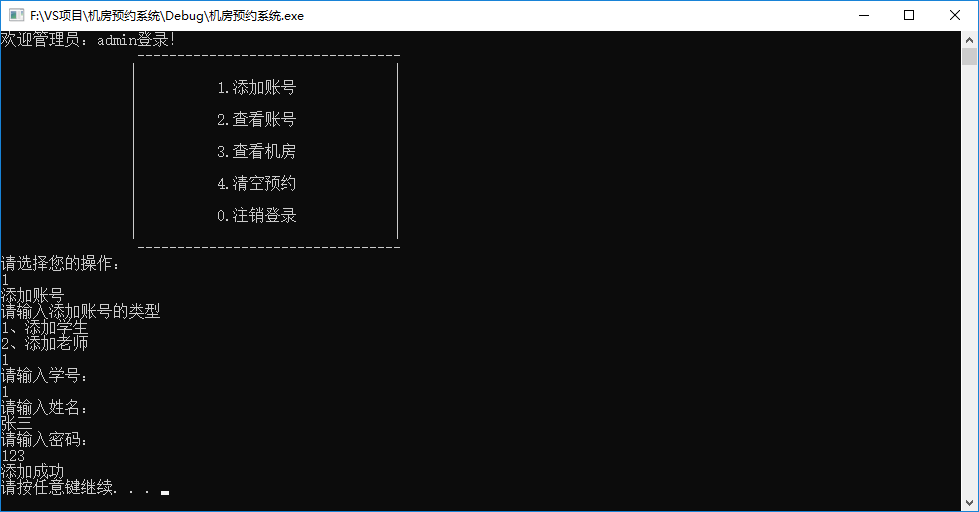 F:\VS项目\机房预约系统\Debug\机房预约系统.exe
欢迎管理员：admin登录!
---------------------------------
1.添加账号
2.查看账号
3.查看机房
4.清空预约
0.注销登录
---------------------------------
请选择您的操作：
1
添加账号
请输入添加账号的类型
1、添加学生
2、添加老师
1
请输入学号：
1
请输入姓名：
张三
请输入密码：
123
添加成功
请按任意键继续. . .